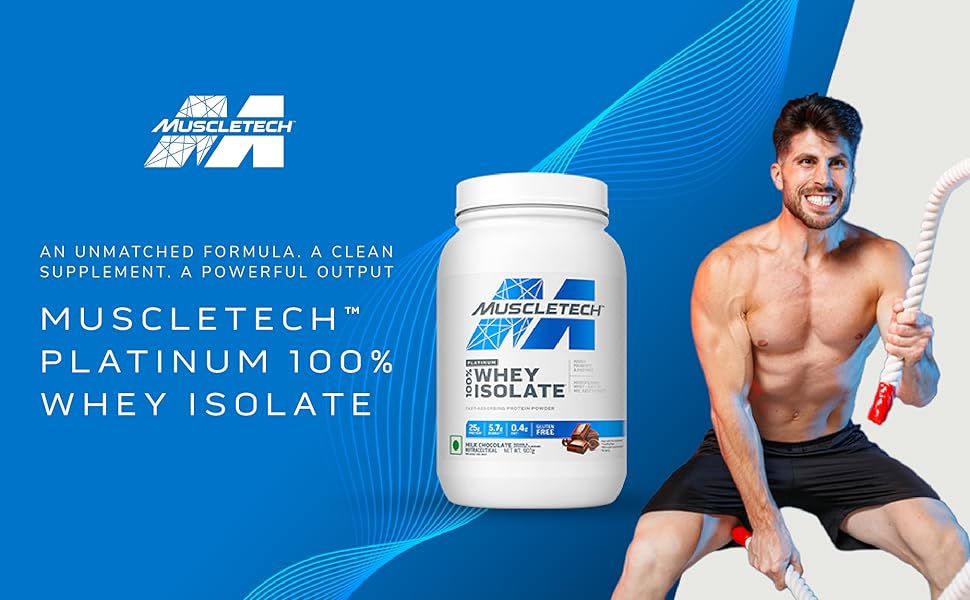 MUSCLETECH
AN UNMATCHED FORMULA. A CLEAN
SUPPLEMENT. A POWERFUL OUTPUT
MUSCLETECH™
PLATINUM 100%
WHEY ISOLATE
MUSCLETECH
PLATINUM
100% WHEY
ISOLATE
FAST-ABSORBING PROTEIN POWDER
25g 5.7g 0.4g GLUTEN
FREE
MILK CHOCOLATE
NUTRACEUTICAL NET WT. 907g